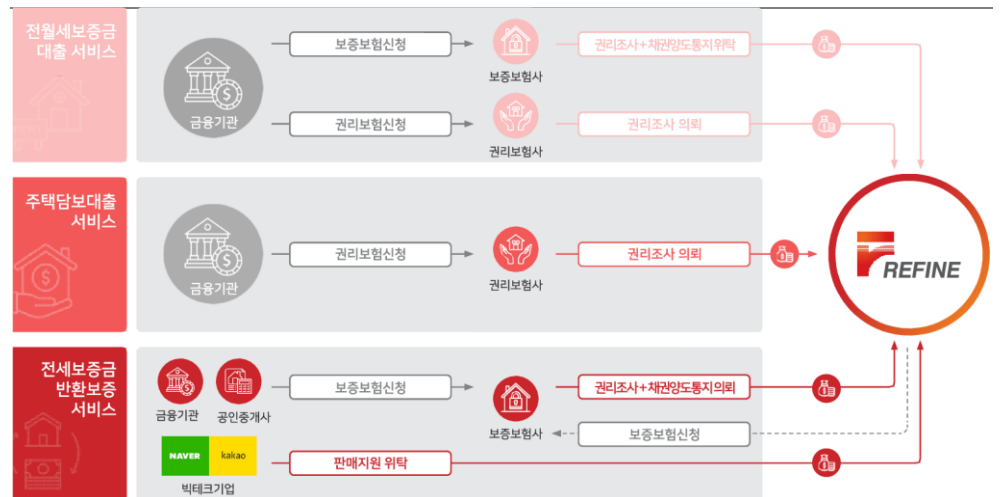 전월세보증금
대출 서비스
금융기관
보증보험신청
보증보험사
권리조사+채권양도통지위탁
권리보험신청
권리보험사
권리조사 의뢰
주택담보대출
서비스
금융기관
권리보험신청
권리보험사
권리조사 의뢰
REFINE
전세보증금
반환보증
서비스
금융기관
공인중개사
보증보험신청
보증보험사
권리조사+채권양도통지의뢰
보증보험신청
NAVER
kakao
빅테크기업
판매지원 위탁